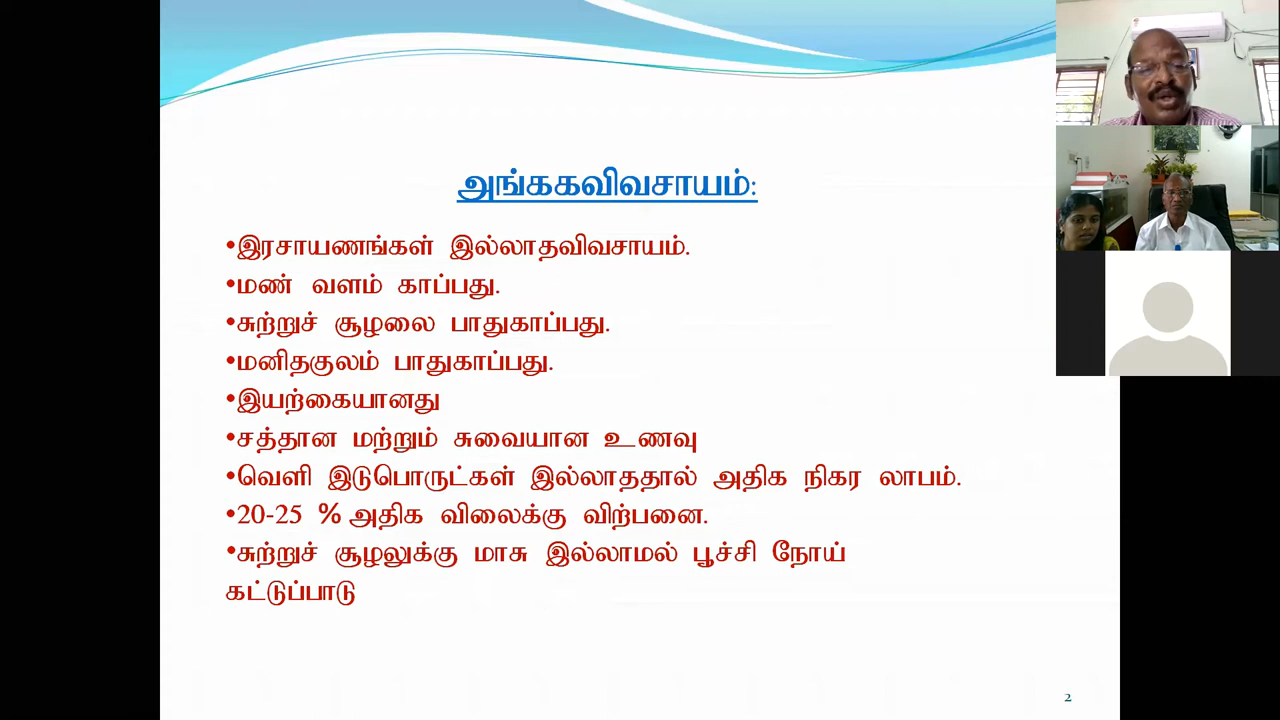 அங்ககவிவசாயம்:
•இரசாயணங்கள் இல்லாதவிவசாயம்.
•மண் வளம் காப்பது.
•சுற்றுச் சூழலை பாதுகாப்பது.
•மனிதகுலம் பாதுகாப்பது.
•இயற்கையானது
•சத்தான மற்றும் சுவையான உணவு
•வெளி இடுபொருட்கள் இல்லாததால் அதிக நிகர லாபம்.
•20-25 % அதிக விலைக்கு விற்பனை.
•சுற்றுச் சூழலுக்கு மாசு இல்லாமல் பூச்சி நோய்
கட்டுப்பாடு
2